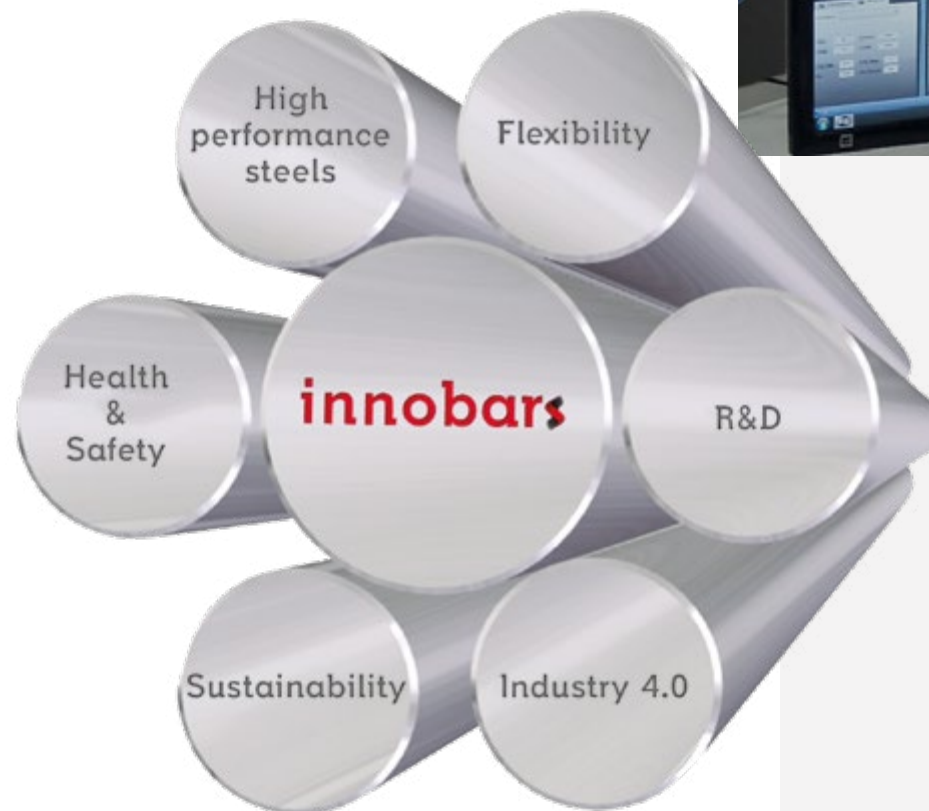 High
performance
steels
Flexibility
Health
&
Safety
innobars
R&D
Sustainability
Industry 4.0